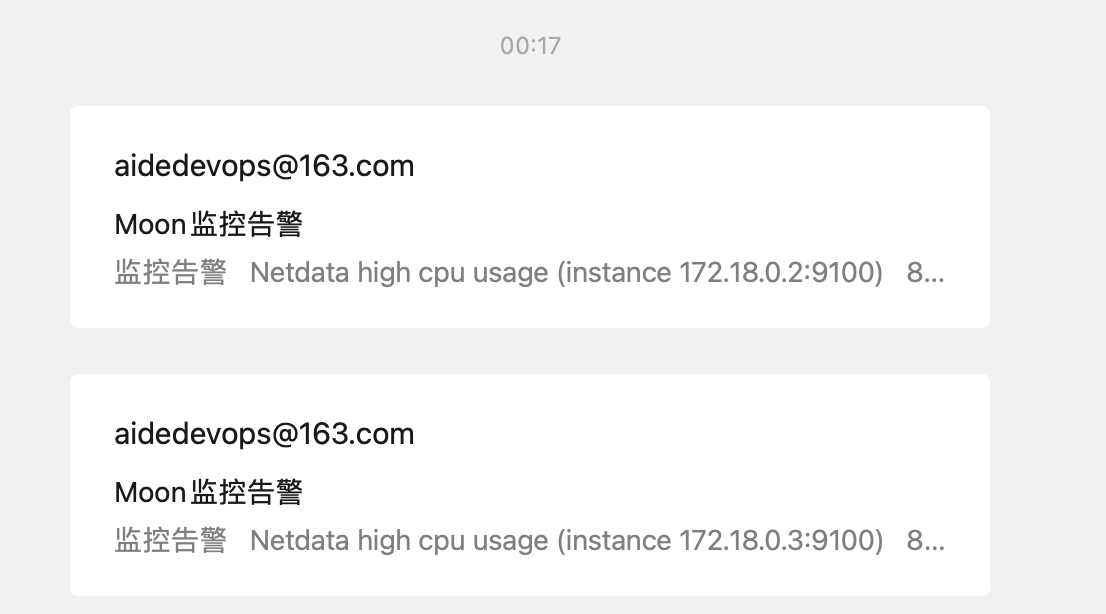 00:17
aidedevops@163.com
Moon监控告警
监控告警 Netdata high cpu usage (instance 172.18.0.2:9100) 8...
aidedevops@163.com
Moon监控告警
监控告警 Netdata high cpu usage (instance 172.18.0.3:9100) 8...